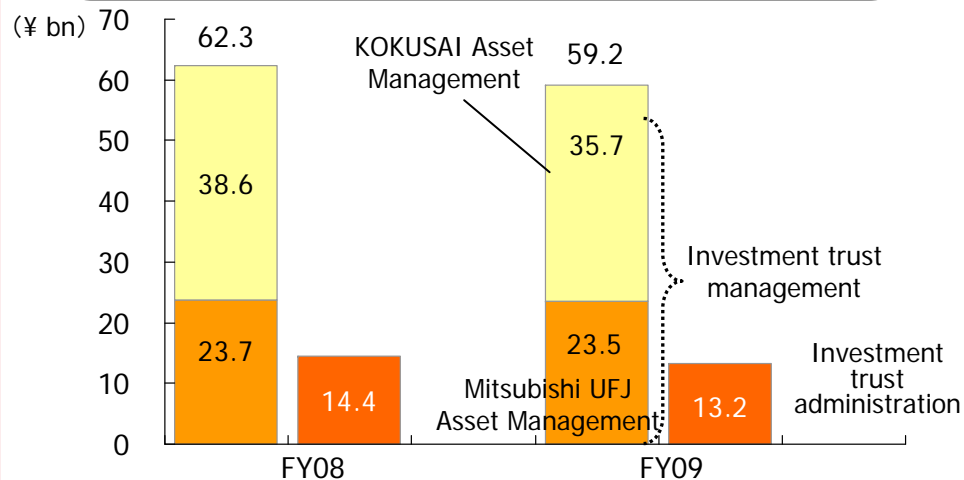 (¥ bn)
70
60
50
40
30
20
10
0
62.3
38.6
23.7
14.4
FY08
KOKUSAI Asset
Management
59.2
35.7
23.5
Mitsubishi UFJ
Asset Management
13.2
FY09
Investment trust
management
Investment
trust
administration